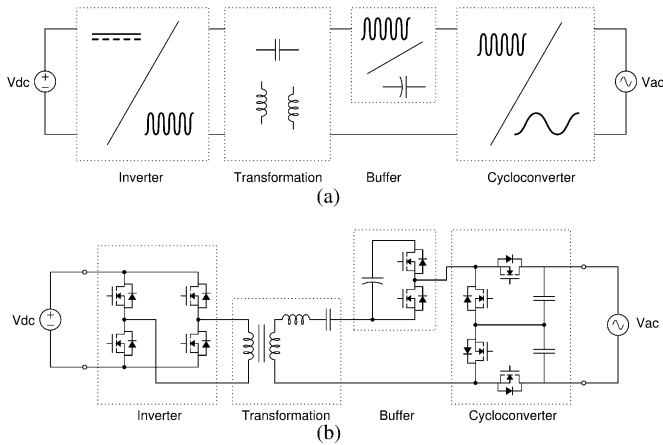 Vdc
Vac
Inverter
Transformation
Buffer
Cycloconverter
(a)
Vdc
Vac
Inverter
Transformation
Buffer
Cycloconverter
(b)